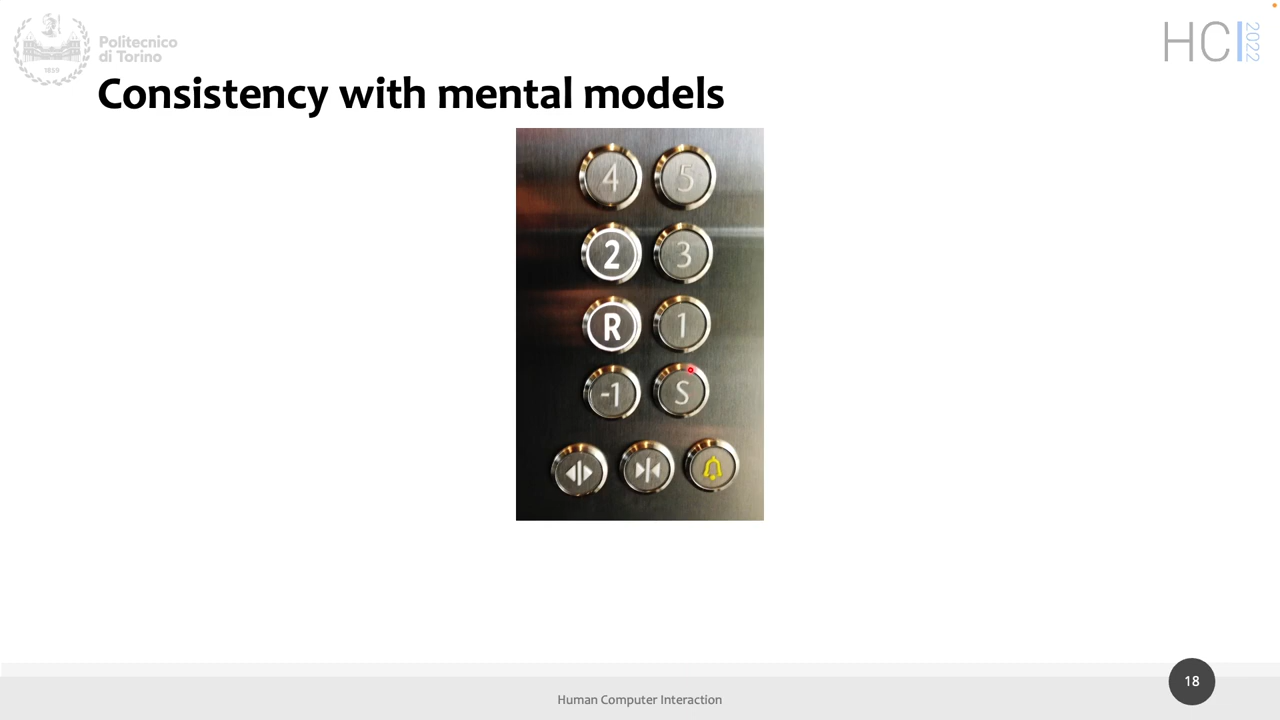 Politecnico
di Torino
1859
HCI 2022
Consistency with mental models
4 5
2 3
R 1
-1 S
18
Human Computer Interaction